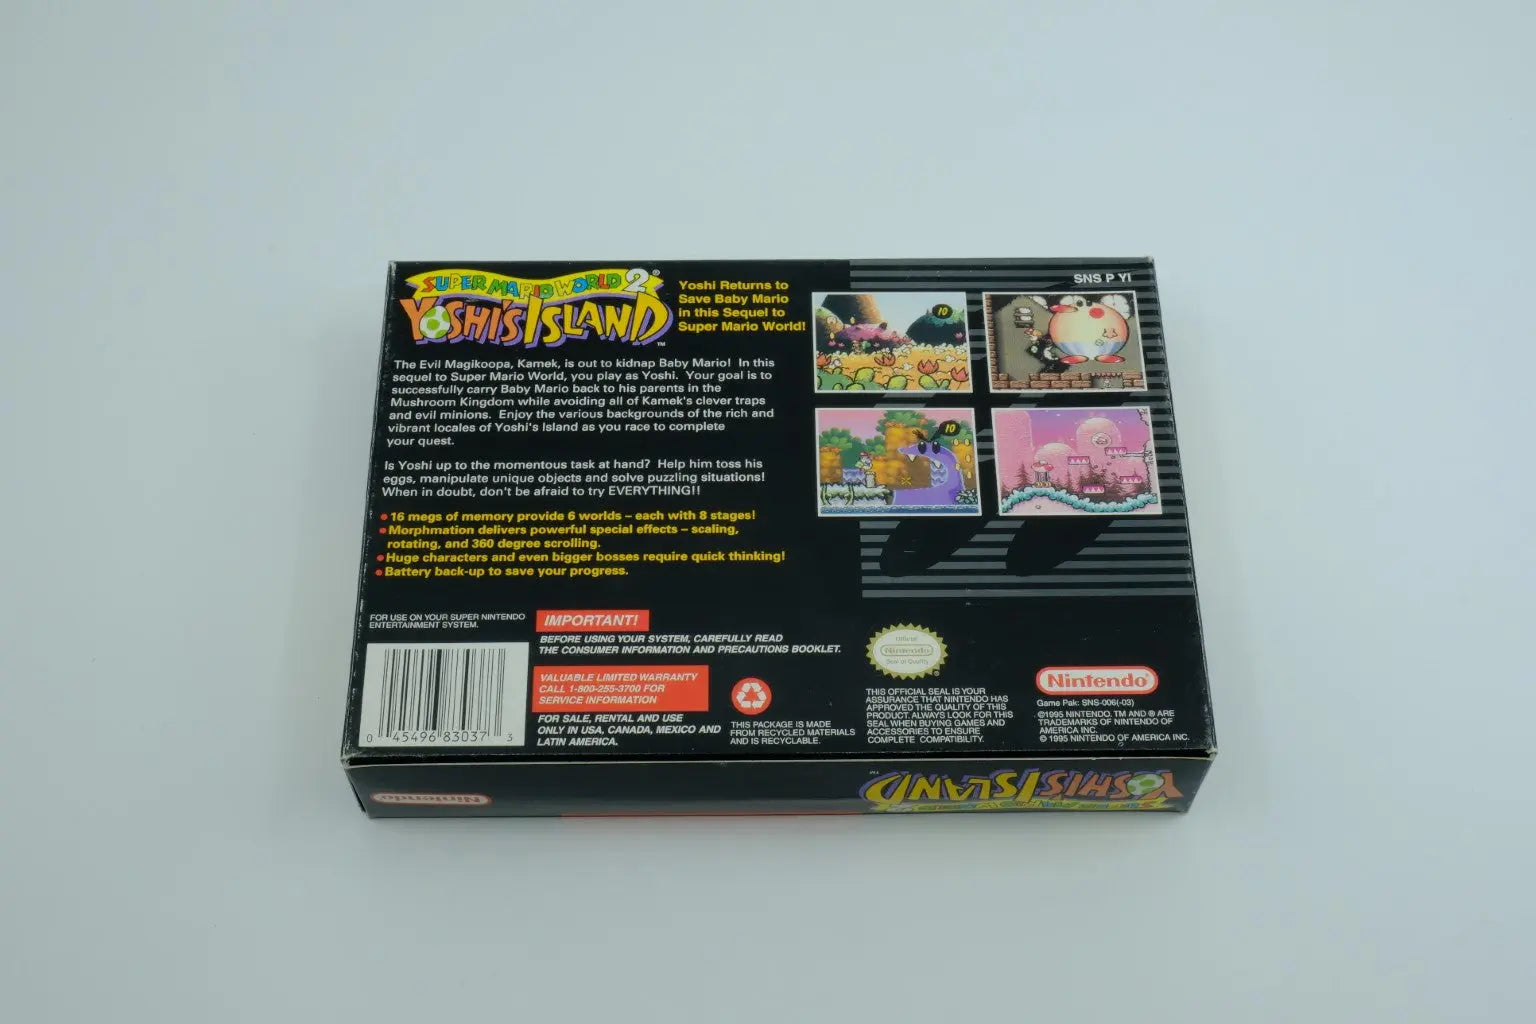 SUPER MARIO WORLD 2®
YOSHI'S ISLAND™
Yoshi Returns to
Save Baby Mario
in this Sequel to
Super Mario World!
SNS P YI
10
10
The Evil Magikoopa, Kamek, is out to kidnap Baby Mario! In this
sequel to Super Mario World, you play as Yoshi. Your goal is to
successfully carry Baby Mario back to his parents in the
Mushroom Kingdom while avoiding all of Kamek's clever traps
and evil minions. Enjoy the various backgrounds of the rich and
vibrant locales of Yoshi's Island as you race to complete
your quest.
Is Yoshi up to the momentous task at hand? Help him toss his
eggs, manipulate unique objects and solve puzzling situations!
When in doubt, don't be afraid to try EVERYTHING!!
• 16 megs of memory provide 6 worlds – each with 8 stages!
• Morphmation delivers powerful special effects – scaling,
rotating, and 360 degree scrolling.
• Huge characters and even bigger bosses require quick thinking!
• Battery back-up to save your progress.
FOR USE ON YOUR SUPER NINTENDO
ENTERTAINMENT SYSTEM.
0 45496 83037 3
IMPORTANT!
BEFORE USING YOUR SYSTEM, CAREFULLY READ
THE CONSUMER INFORMATION AND PRECAUTIONS BOOKLET.
VALUABLE LIMITED WARRANTY
CALL 1-800-255-3700 FOR
SERVICE INFORMATION
FOR SALE, RENTAL AND USE
ONLY IN USA, CANADA, MEXICO AND
LATIN AMERICA.
THIS PACKAGE IS MADE
FROM RECYCLED MATERIALS
AND IS RECYCLABLE.
Official
Nintendo
Seal of Quality
®
THIS OFFICIAL SEAL IS YOUR
ASSURANCE THAT NINTENDO HAS
APPROVED THE QUALITY OF THIS
PRODUCT. ALWAYS LOOK FOR THIS
SEAL WHEN BUYING GAMES AND
ACCESSORIES TO ENSURE
COMPLETE COMPATIBILITY.
Nintendo®
Game Pak: SNS-006(-03)
©1995 NINTENDO. TM AND ® ARE
TRADEMARKS OF NINTENDO OF
AMERICA INC.
© 1995 NINTENDO OF AMERICA INC.
Nintendo
SUPER MARIO WORLD 2
YOSHI'S ISLAND™